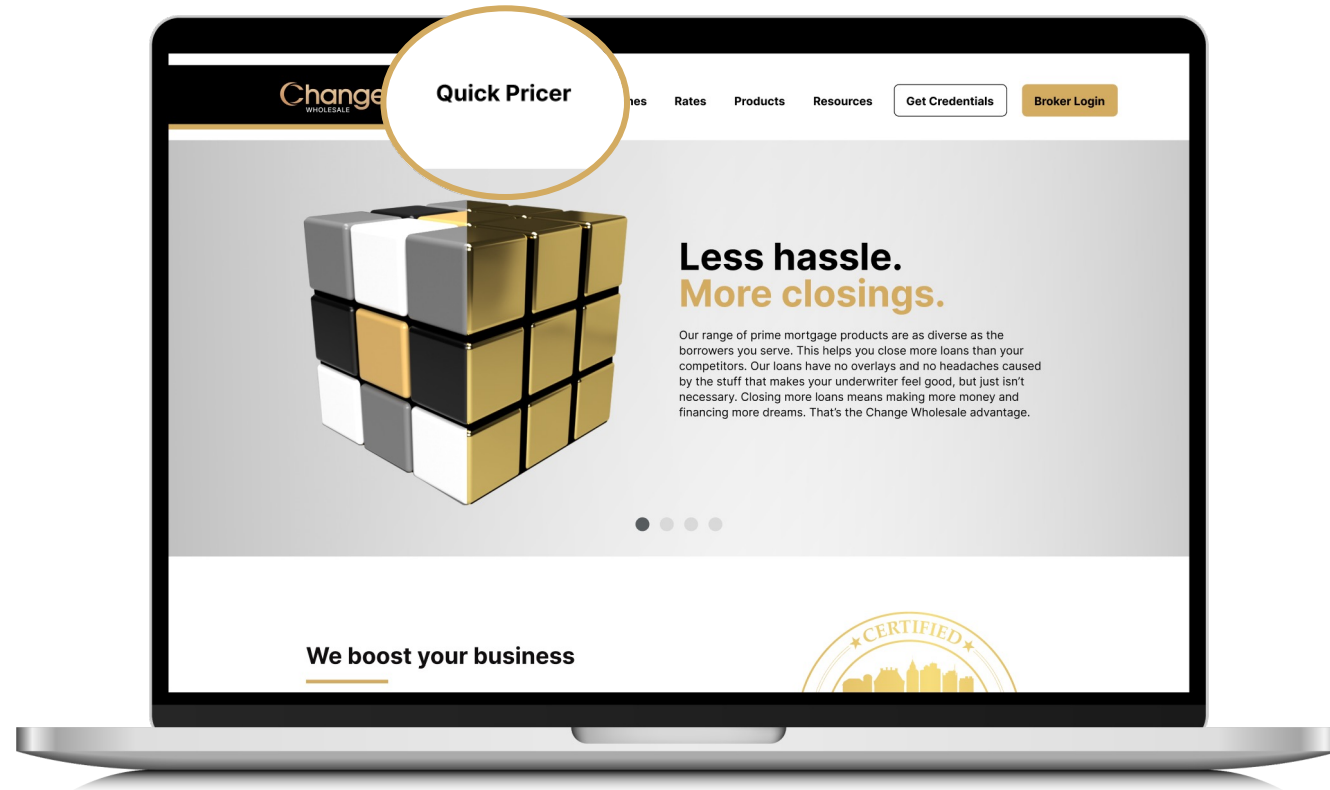 Change
WHOLESALE
Quick Pricer
Rates
Products
Resources
Get Credentials
Broker Login
Less hassle.
More closings.
Our range of prime mortgage products are as diverse as the
borrowers you serve. This helps you close more loans than your
competitors. Our loans have no overlays and no headaches caused
by the stuff that makes your underwriter feel good, but just isn’t
necessary. Closing more loans means making more money and
financing more dreams. That’s the Change Wholesale advantage.
We boost your business
CERTIFIED